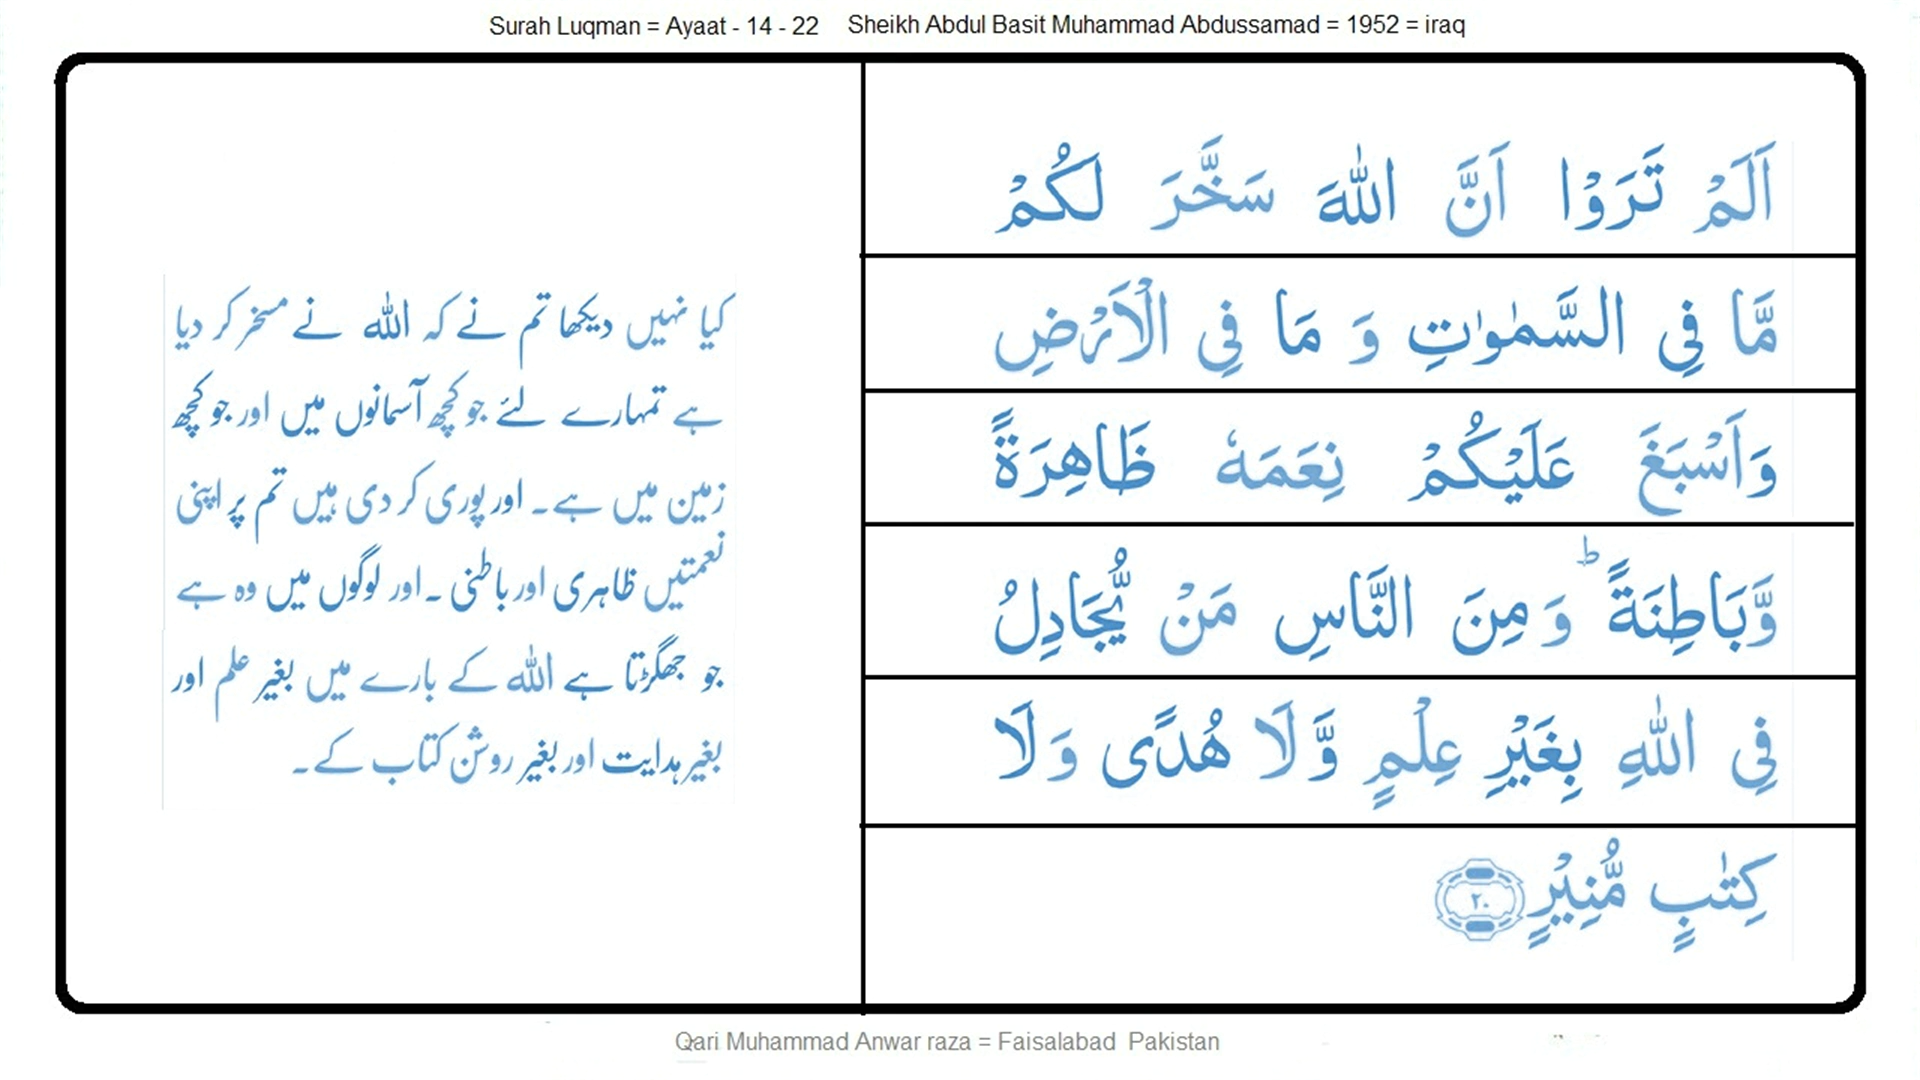 Surah Luqman = Ayaat - 14 - 22    Sheikh Abdul Basit Muhammad Abdussamad = 1952 = iraq
اَلَمْ تَرَوْا اَنَّ اللّٰهَ سَخَّرَ لَكُمْ
مَّا فِی السَّمٰوٰتِ وَ مَا فِی الْاَرْضِ
وَاَسْبَغَ عَلَیْكُمْ نِعَمَهٗ ظَاهِرَةً
وَّبَاطِنَةً ؕ وَ مِنَ النَّاسِ مَنْ یُّجَادِلُ
فِی اللّٰهِ بِغَیْرِ عِلْمٍ وَّ لَا هُدًی وَ لَا
كِتٰبٍ مُّنِیْرٍ ۲۰
کیا نہیں دیکھا تم نے کہ اللہ نے مسخر کر دیا
ہے تمہارے لئے جو کچھ آسمانوں میں اور جو کچھ
زمین میں ہے۔ اور پوری کر دی ہیں تم پر اپنی
نعمتیں ظاہری اور باطنی ۔ اور لوگوں میں وہ ہے
جو جھگڑتا ہے اللہ کے بارے میں بغیر علم اور
بغیر ہدایت اور بغیر روشن کتاب کے۔
Qari Muhammad Anwar raza = Faisalabad  Pakistan